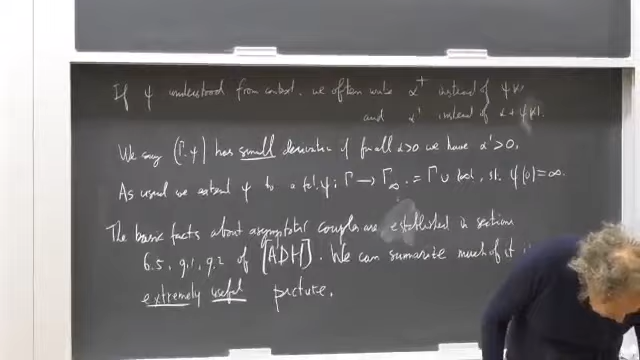 If ψ understood from context, we often write α† instead of ψ(α)
and α' instead of α + ψ(α).
We say (Γ,ψ) has small derivation if for all α>0 we have α'>0.
As usual we extend ψ to a fct. ψ: Γ → Γ∞ := Γ ∪ {∞}, st. ψ(0)=∞.
The basic facts about asymptotic couples are established in sections
6.5, 9.1, 9.2 of [ADH]. We can summarize much of it
extremely useful picture.